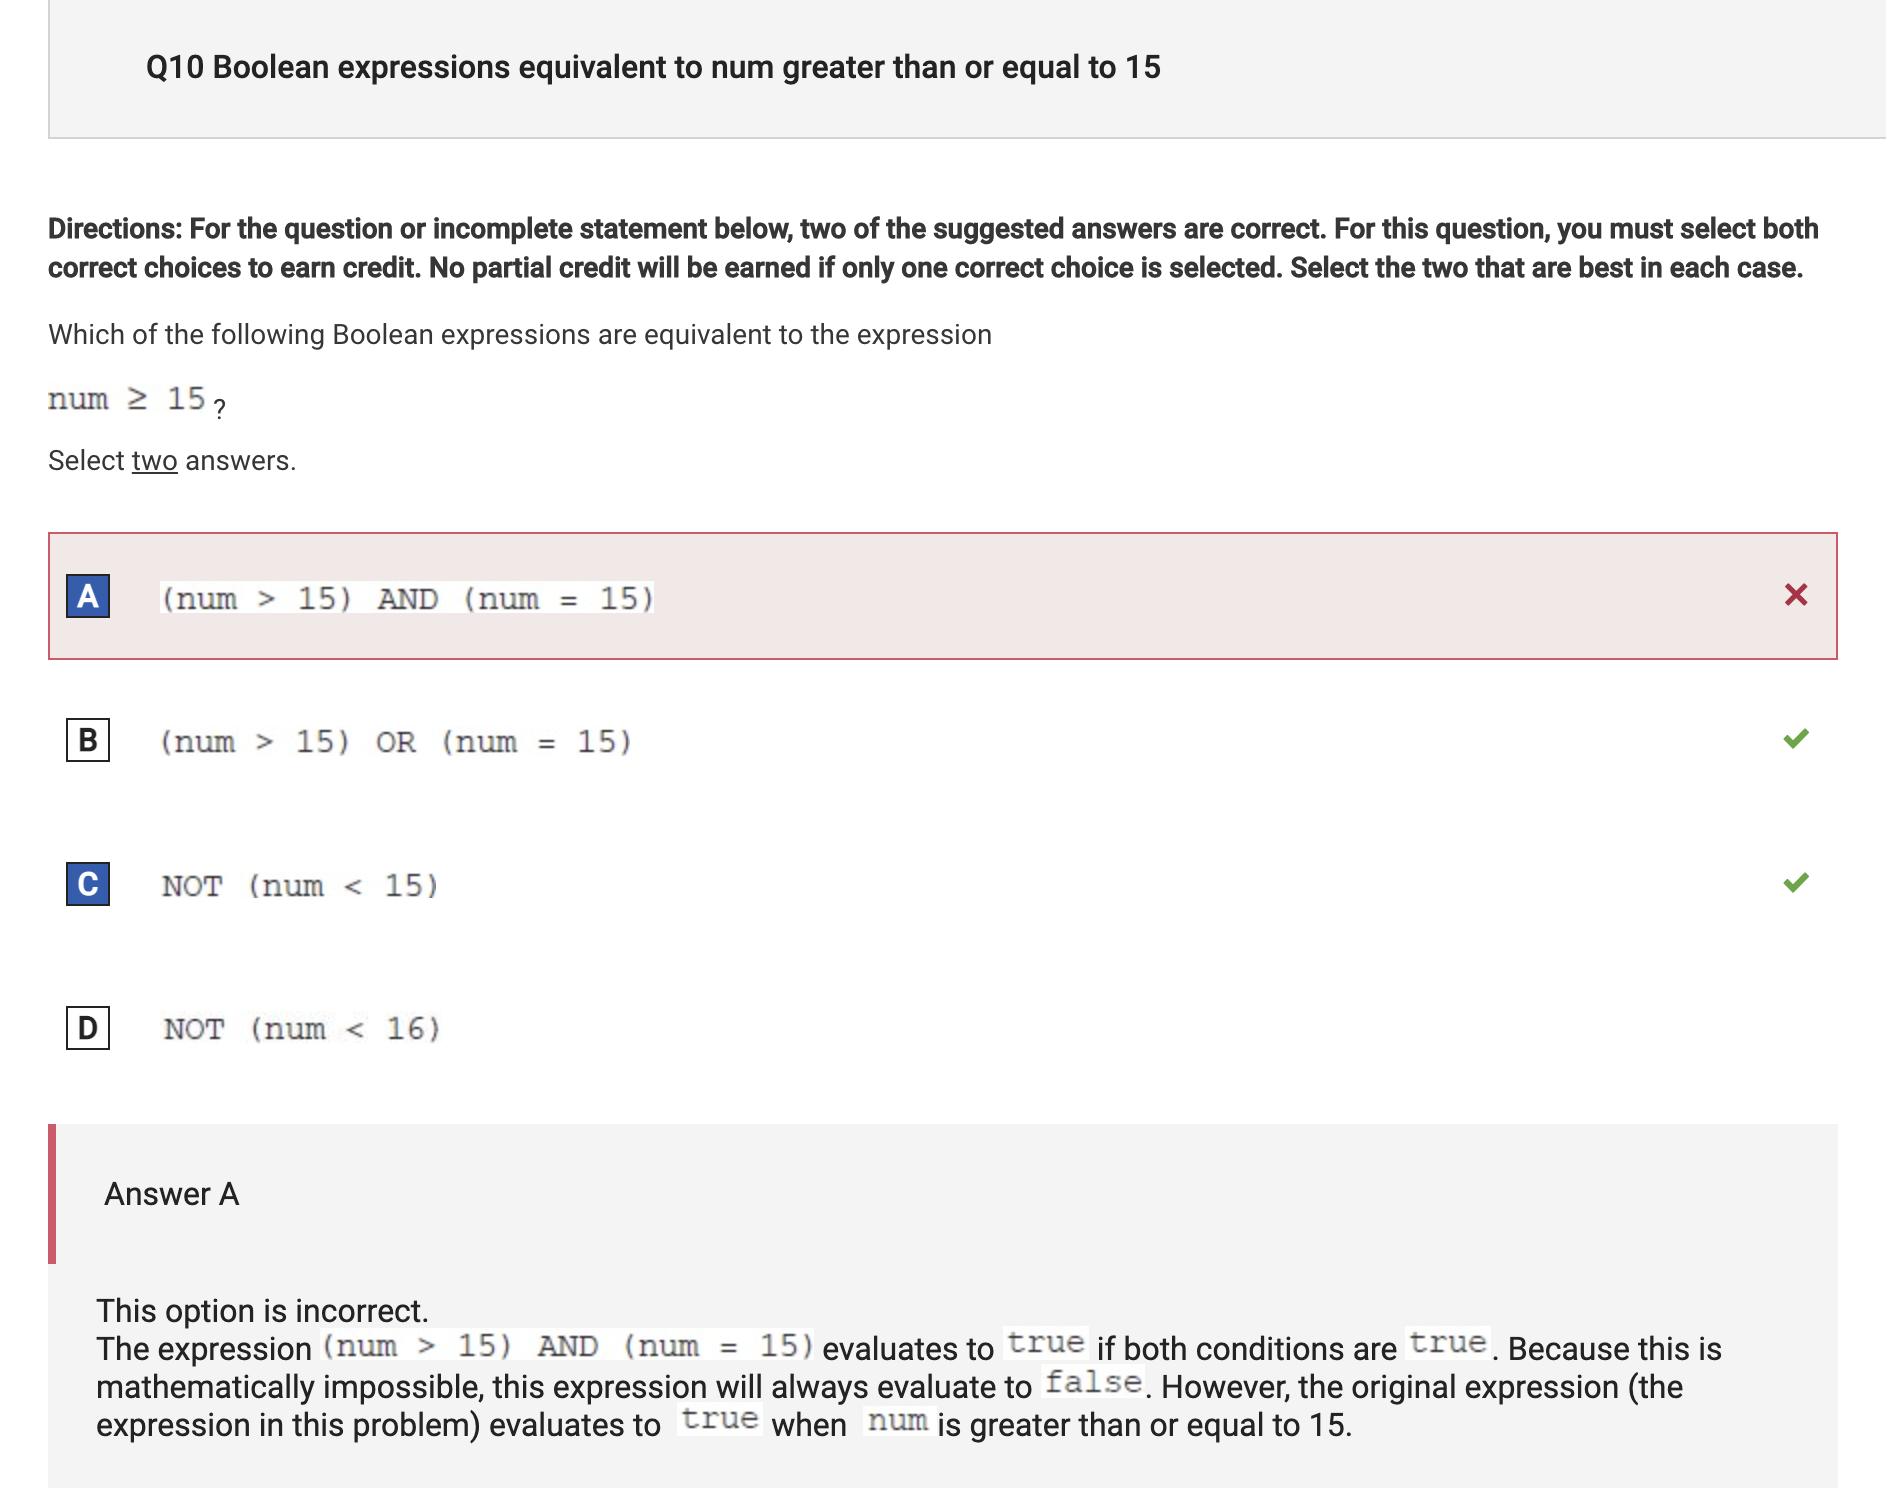 Q10 Boolean expressions equivalent to num greater than or equal to 15
Directions: For the question or incomplete statement below, two of the suggested answers are correct. For this question, you must select both
correct choices to earn credit. No partial credit will be earned if only one correct choice is selected. Select the two that are best in each case.
Which of the following Boolean expressions are equivalent to the expression
num ≥ 15 ?
Select two answers.
A (num > 15) AND (num = 15)
B (num > 15) OR (num = 15)
C NOT (num < 15)
D NOT (num < 16)
Answer A
This option is incorrect.
The expression (num > 15) AND (num = 15) evaluates to true if both conditions are true. Because this is
mathematically impossible, this expression will always evaluate to false. However, the original expression (the
expression in this problem) evaluates to true when num is greater than or equal to 15.